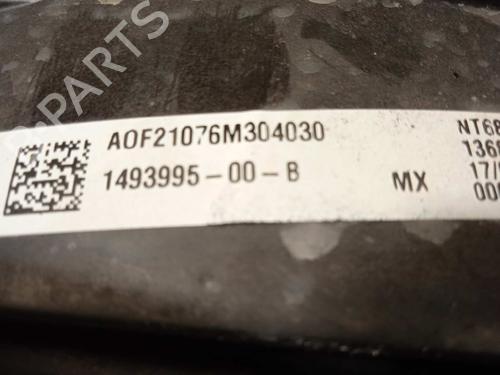 AOF21076M304030
1493995-00-B
MX
NT68
136
17/
00
B-PARTS